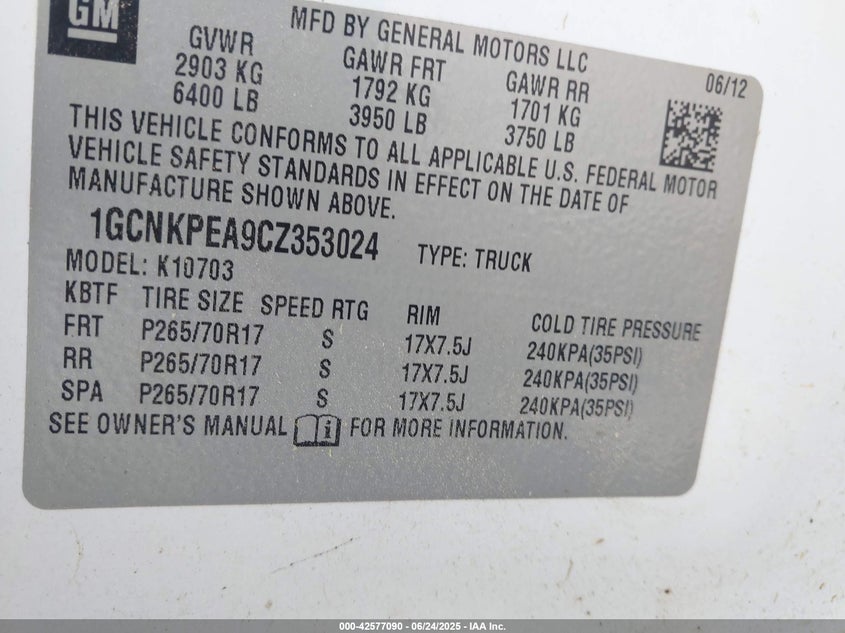 GM
MFD BY GENERAL MOTORS LLC
GVWR GAWR FRT GAWR RR 06/12
2903 KG 1792 KG 1701 KG
6400 LB 3950 LB 3750 LB
THIS VEHICLE CONFORMS TO ALL APPLICABLE U.S. FEDERAL MOTOR
VEHICLE SAFETY STANDARDS IN EFFECT ON THE DATE OF
MANUFACTURE SHOWN ABOVE.
1GCNKPEA9CZ353024 TYPE: TRUCK
MODEL: K10703
KBTF TIRE SIZE SPEED RTG RIM COLD TIRE PRESSURE
FRT P265/70R17 S 17X7.5J 240KPA(35PSI)
RR P265/70R17 S 17X7.5J 240KPA(35PSI)
SPA P265/70R17 S 17X7.5J 240KPA(35PSI)
SEE OWNER'S MANUAL i FOR MORE INFORMATION.
000-42577090 - 06/24/2025 - IAA Inc.